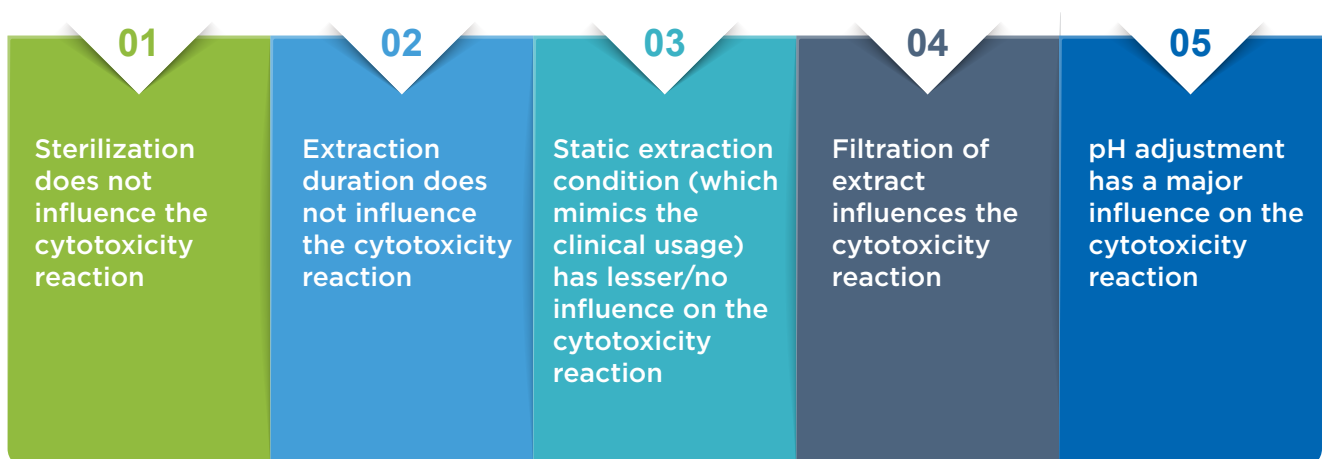 01
Sterilization
does not
influence the
cytotoxicity
reaction
02
Extraction
duration does
not influence
the cytotoxicity
reaction
03
Static extraction
condition (which
mimics the
clinical usage)
has lesser/no
influence on the
cytotoxicity
reaction
04
Filtration of
extract
influences the
cytotoxicity
reaction
05
pH adjustment
has a major
influence on the
cytotoxicity
reaction